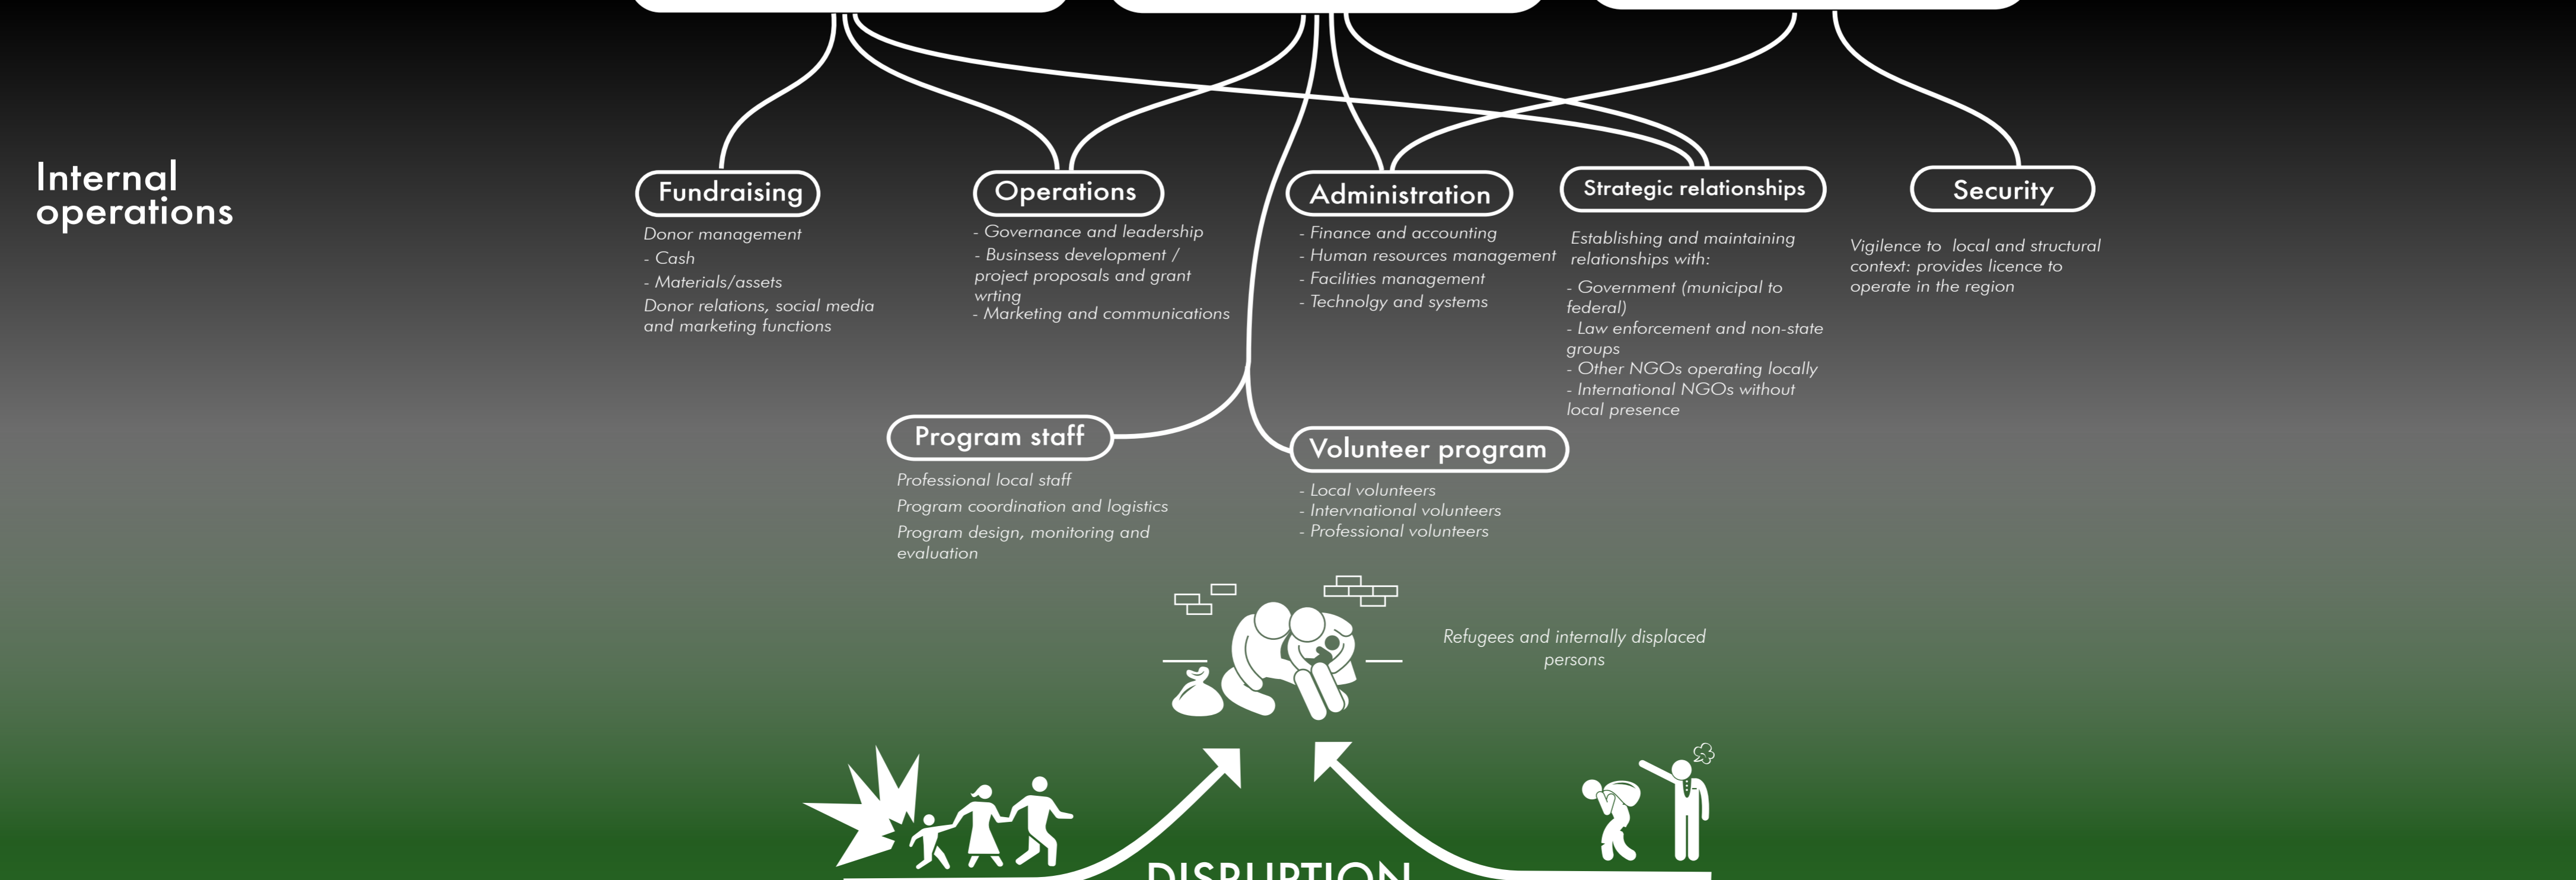 Internal
operations
Fundraising
Donor management
- Cash
- Materials/assets
Donor relations, social media
and marketing functions
Operations
- Governance and leadership
- Businsess development /
project proposals and grant
wrting
- Marketing and communications
Administration
- Finance and accounting
- Human resources management
- Facilities management
- Technolgy and systems
Strategic relationships
Establishing and maintaining
relationships with:
- Government (municipal to
federal)
- Law enforcement and non-state
groups
- Other NGOs operating locally
- International NGOs without
local presence
Security
Vigilence to local and structural
context: provides licence to
operate in the region
Program staff
Professional local staff
Program coordination and logistics
Program design, monitoring and
evaluation
Volunteer program
- Local volunteers
- Intervnational volunteers
- Professional volunteers
Refugees and internally displaced
persons
DISRUPTION